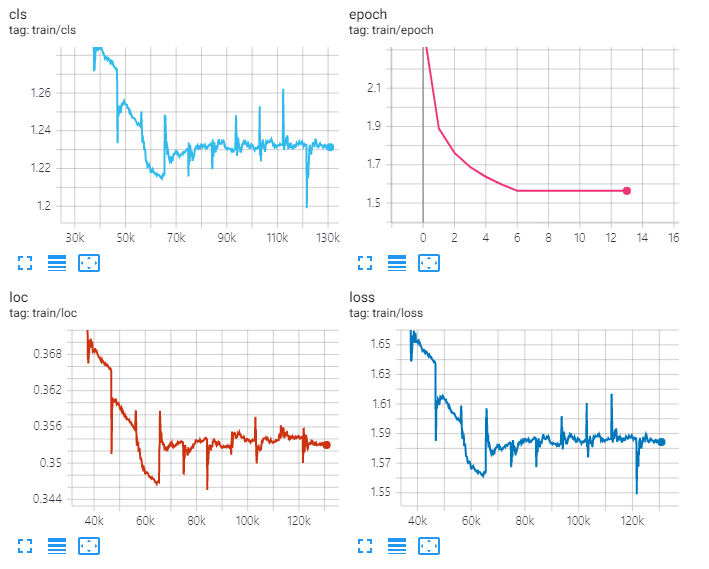 cls
tag: train/cls
1.26
1.24
1.22
1.2
30k 50k 70k 90k 110k 130k
epoch
tag: train/epoch
2.1
1.9
1.7
1.5
0 2 4 6 8 10 12 14 16
loc
tag: train/loc
0.368
0.362
0.356
0.35
0.344
40k 60k 80k 100k 120k
loss
tag: train/loss
1.65
1.63
1.61
1.59
1.57
1.55
40k 60k 80k 100k 120k